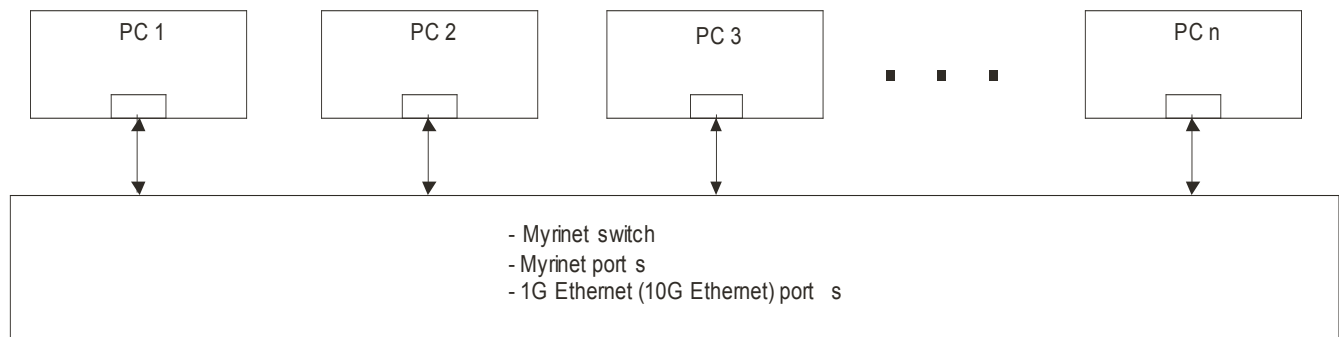 PC 1
PC 2
PC 3
PC n
- Myrinet switch
- Myrinet port s
- 1G Ethernet (10G Ethernet) port s